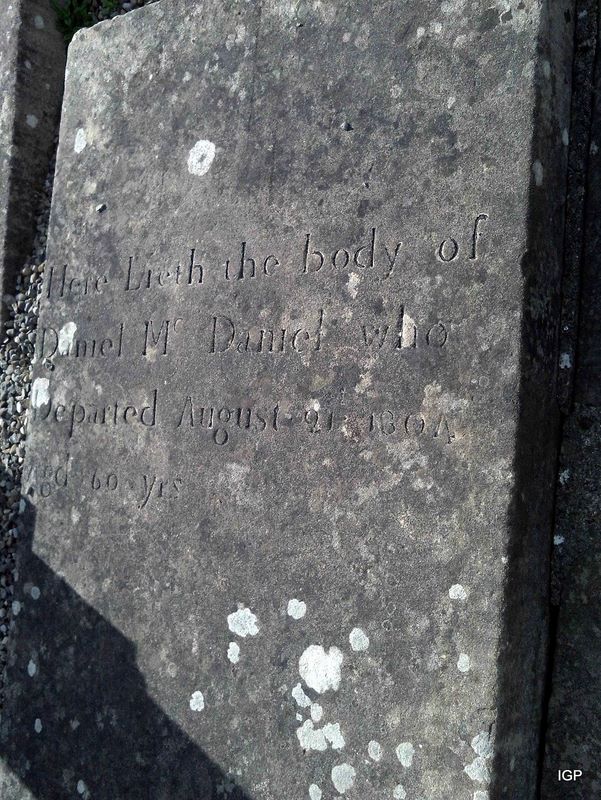 Here Lieth the body of
Daniel Mc Daniel who
Departed August 21 1804
Aged 60 yrs
IGP